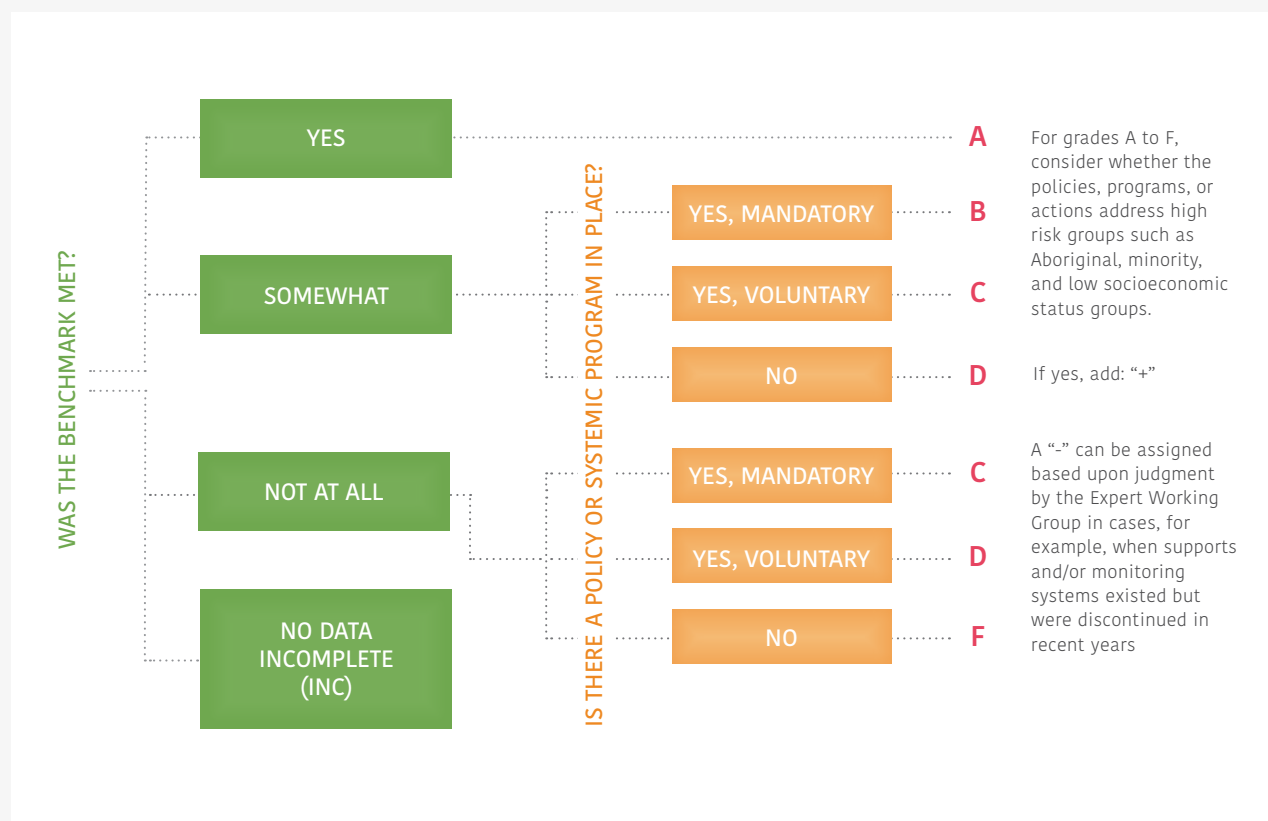 WAS THE BENCHMARK MET?
YES
SOMEWHAT
NOT AT ALL
NO DATA
INCOMPLETE
(INC)
IS THERE A POLICY OR SYSTEMIC PROGRAM IN PLACE?
A
YES, MANDATORY
B
YES, VOLUNTARY
C
NO
D
YES, MANDATORY
C
YES, VOLUNTARY
D
NO
F
For grades A to F,
consider whether the
policies, programs, or
actions address high
risk groups such as
Aboriginal, minority,
and low socioeconomic
status groups.
If yes, add: “+”
A “-” can be assigned
based upon judgment
by the Expert Working
Group in cases, for
example, when supports
and/or monitoring
systems existed but
were discontinued in
recent years